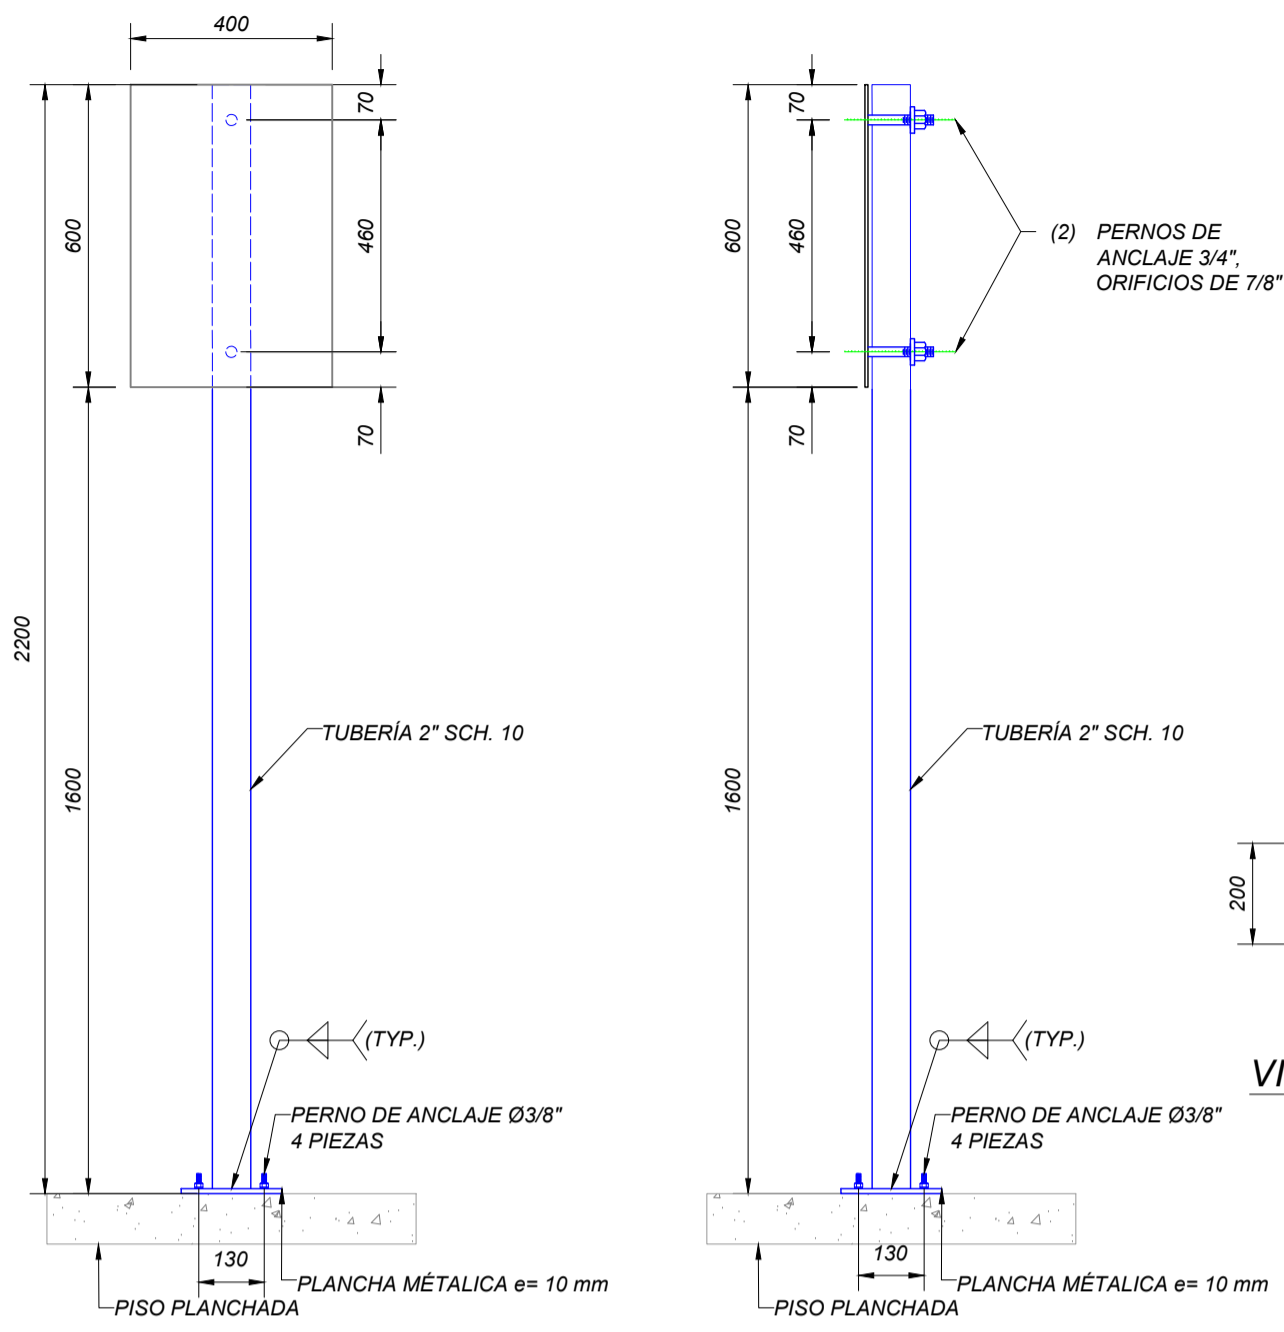 400
70
460
70
600
2200
1600
TUBERÍA 2" SCH. 10
(TYP.)
PERNO DE ANCLAJE Ø3/8"
4 PIEZAS
130
PLANCHA MÉTALICA e= 10 mm
PISO PLANCHADA
70
460
70
600
1600
(2) PERNOS DE
ANCLAJE 3/4",
ORIFICIOS DE 7/8"
TUBERÍA 2" SCH. 10
(TYP.)
PERNO DE ANCLAJE Ø3/8"
4 PIEZAS
130
PLANCHA MÉTALICA e= 10 mm
PISO PLANCHADA
200
VI